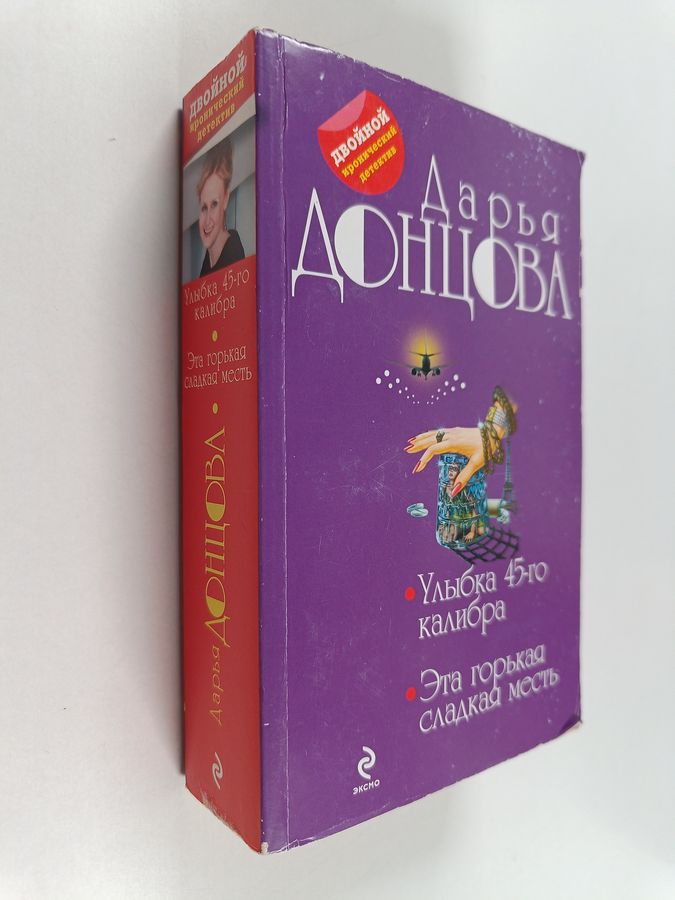 ДВОЙНОЙ
иронический
детектив
Улыбка 45-го
калибра
•
Эта горькая
сладкая месть
•
Дарья ДОНЦОВА
ДВОЙНОЙ
иронический
детектив
Дарья
ДОНЦОВА
• Улыбка 45-го
калибра
• Эта горькая
сладкая месть
ЭКСМО